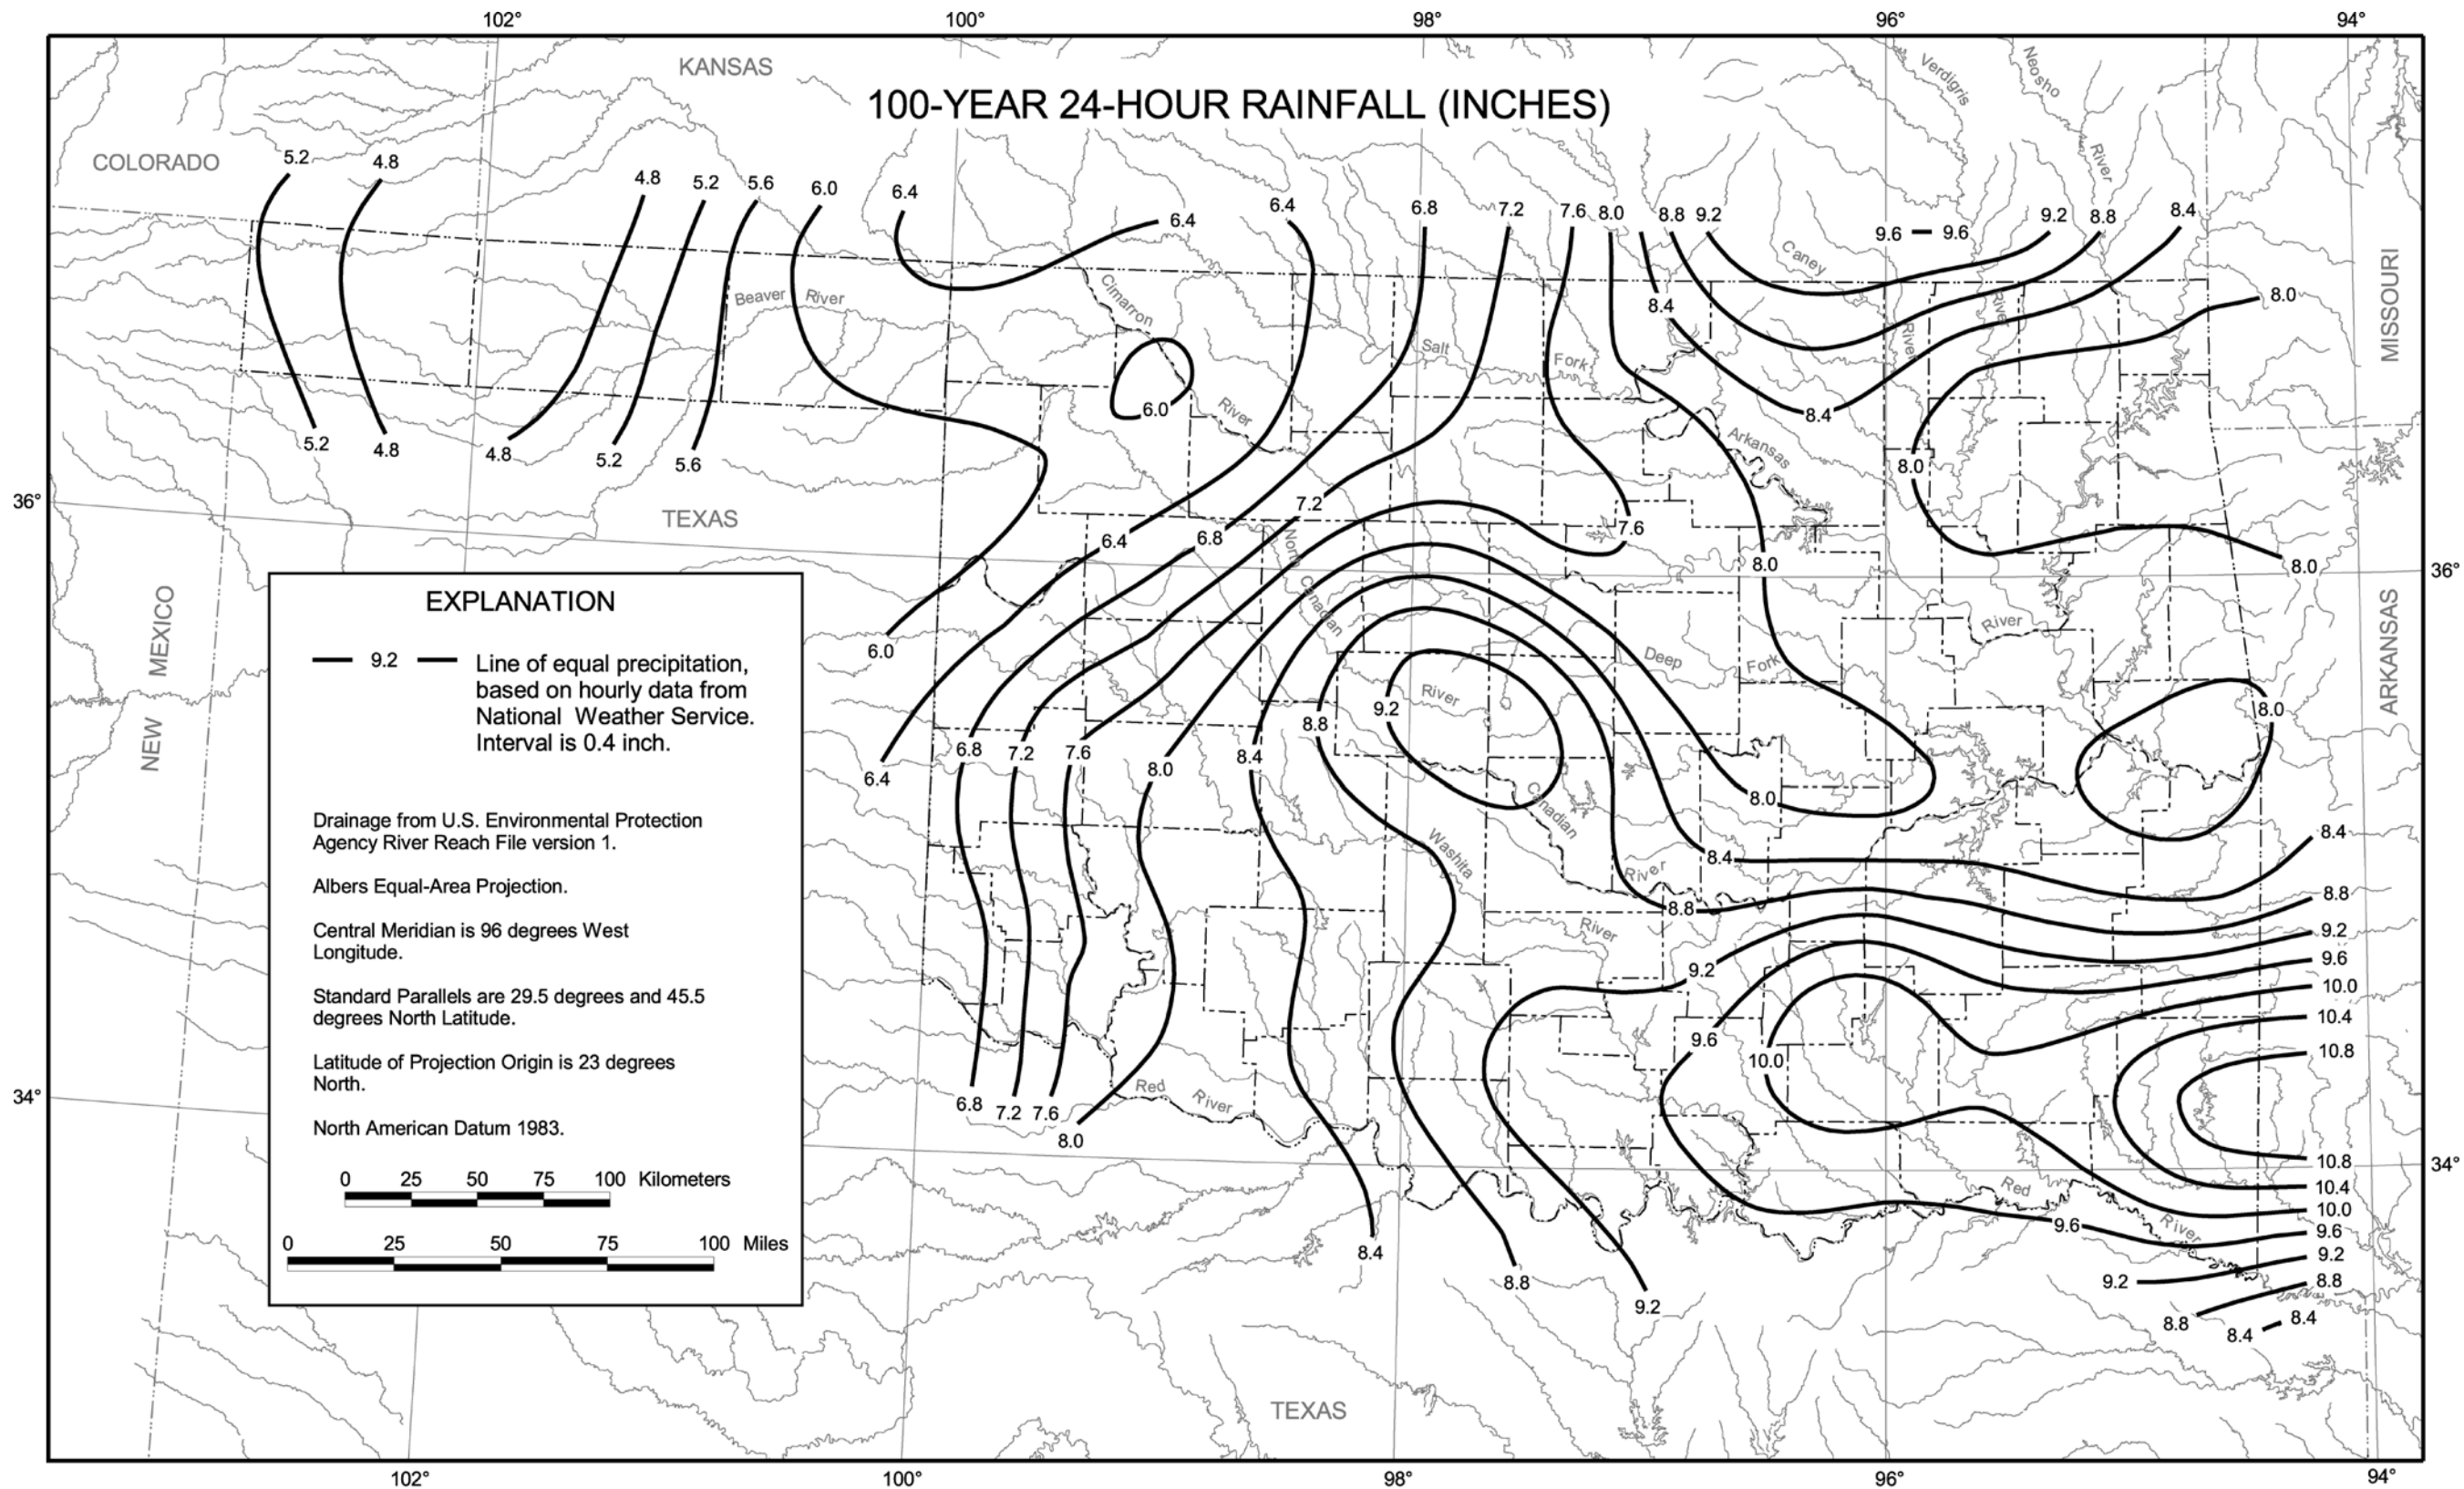 102° 100° 98° 96° 94°
KANSAS
Verdigris
Neosho
100-YEAR 24-HOUR RAINFALL (INCHES)
COLORADO
River
5.2 4.8 4.8 5.2 5.6 6.0 6.4 6.4 6.4 6.8 7.2 7.6 8.0 8.8 9.2 9.6 9.6 9.2 8.8 8.4
Caney
MISSOURI
Beaver River
Cimarron
8.4
River
River
8.0
Salt Fork
6.0
River
8.4
5.2 4.8 4.8 5.2 5.6
Arkansas
8.0
36°
TEXAS
7.2
7.6
6.4 6.8
North Canadian
8.0
8.0
36°
EXPLANATION
9.2
Line of equal precipitation,
based on hourly data from
National Weather Service.
Interval is 0.4 inch.
NEW MEXICO
ARKANSAS
River
6.0
Deep Fork
River
8.8 9.2
8.0
6.4 6.8 7.2 7.6 8.0 8.4
8.0
Canadian
Washita
River
8.4
8.4
Drainage from U.S. Environmental Protection
Agency River Reach File version 1.
Albers Equal-Area Projection.
Central Meridian is 96 degrees West
Longitude.
Standard Parallels are 29.5 degrees and 45.5
degrees North Latitude.
Latitude of Projection Origin is 23 degrees
North.
North American Datum 1983.
0 25 50 75 100 Kilometers
0 25 50 75 100 Miles
8.8
8.8
River
9.2
9.2
9.6
10.0
10.4
9.6
10.0
10.8
34°
Red River
6.8 7.2 7.6
8.0
10.8
34°
Red
10.4
10.0
9.6
River
9.6
8.4
9.2
9.2
8.8
8.8
9.2
8.8
8.4
8.4
TEXAS
102° 100° 98° 96° 94°